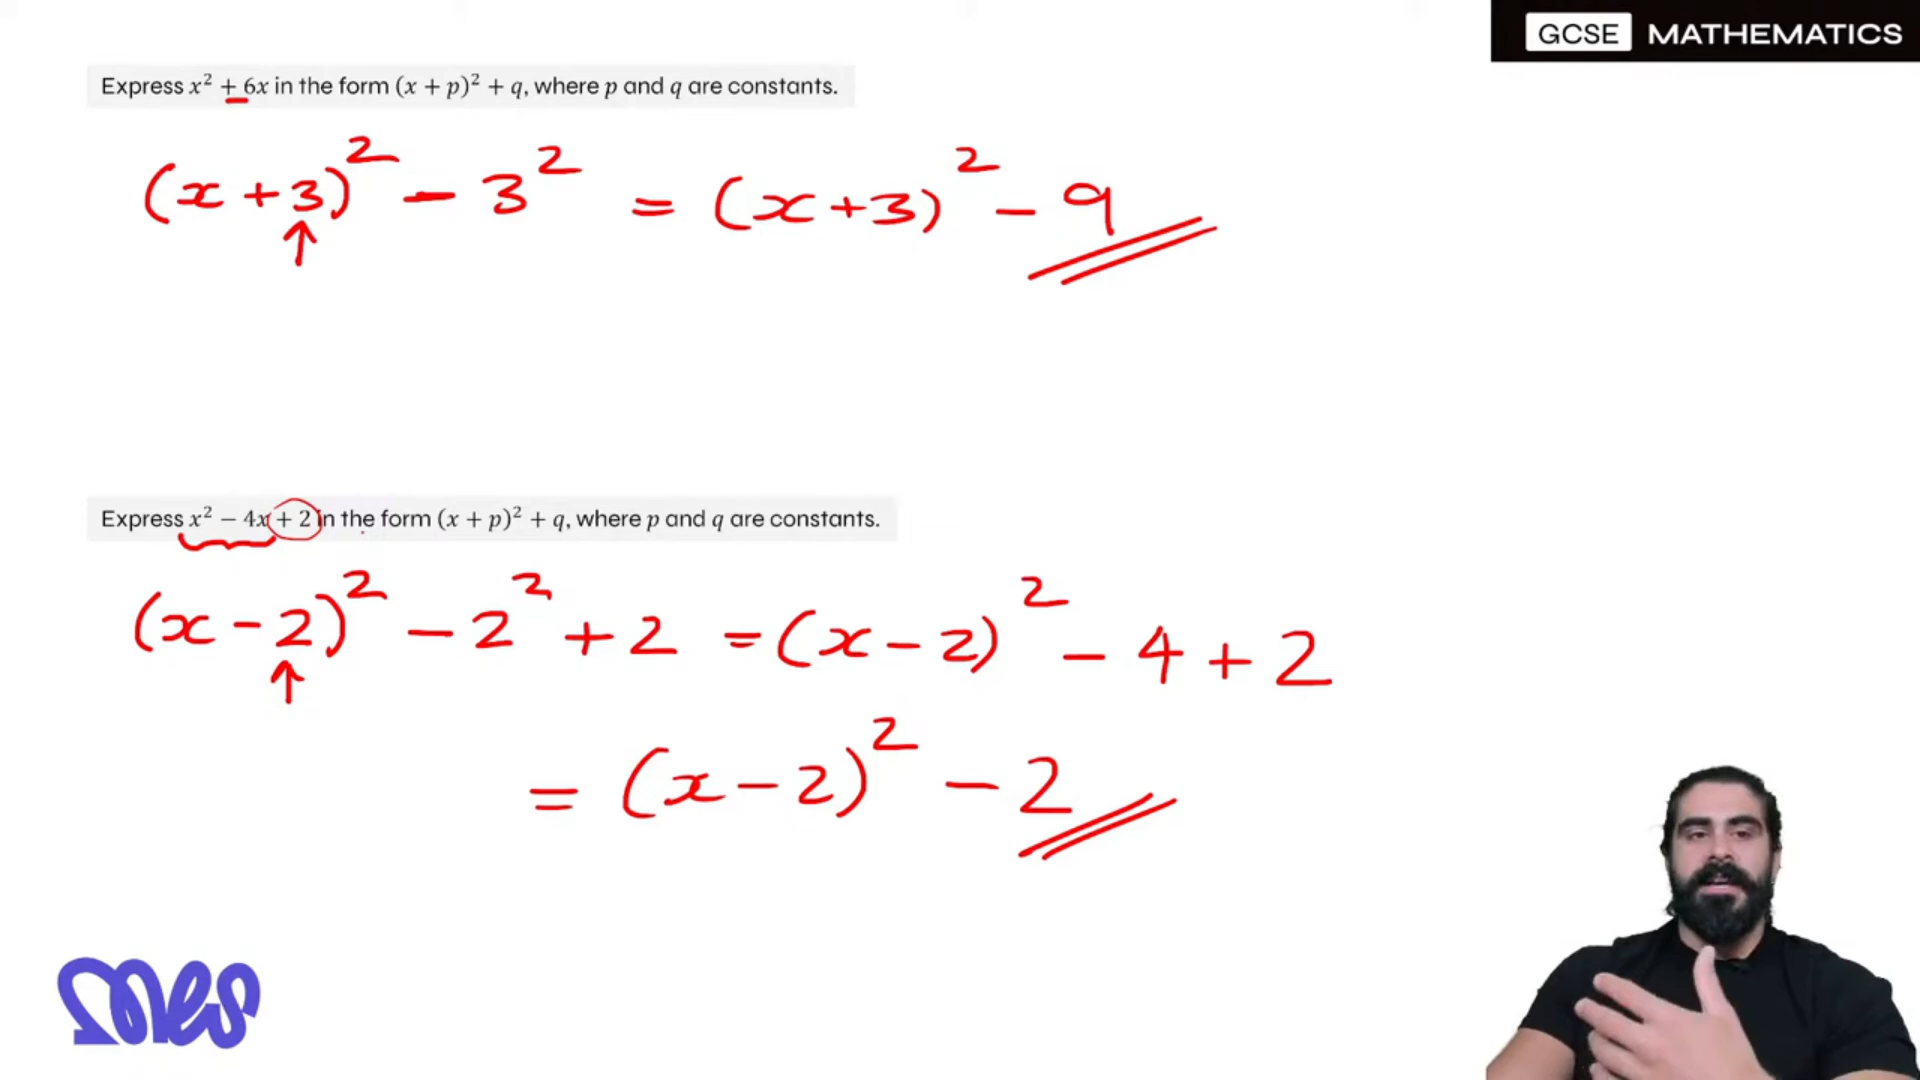 GCSE MATHEMATICS
Express x² + 6x in the form (x + p)² + q, where p and q are constants.
(x + 3)² - 3² = (x + 3)² - 9
Express x² − 4x + 2 in the form (x + p)² + q, where p and q are constants.
(x - 2)² - 2² + 2 = (x - 2)² - 4 + 2
= (x - 2)² - 2
mes